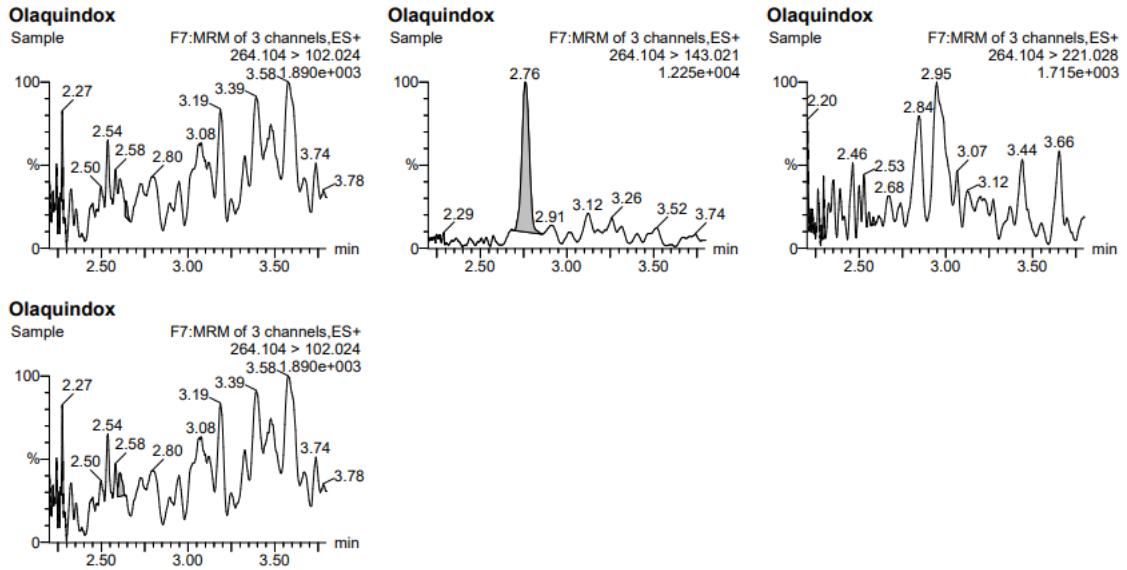 Olaquindox
Sample F7:MRM of 3 channels,ES+
264.104 > 102.024
1.890e+003
100
%
0
2.27
2.50
2.54
2.58
2.80
3.08
3.19
3.39
3.58
3.74
3.78
2.50 3.00 3.50 min
Olaquindox
Sample F7:MRM of 3 channels,ES+
264.104 > 143.021
1.225e+004
100
%
0
2.29
2.76
2.91
3.12
3.26
3.52
3.74
2.50 3.00 3.50 min
Olaquindox
Sample F7:MRM of 3 channels,ES+
264.104 > 221.028
1.715e+003
100
%
0
2.20
2.46
2.53
2.68
2.84
2.95
3.07
3.12
3.44
3.66
2.50 3.00 3.50 min
Olaquindox
Sample F7:MRM of 3 channels,ES+
264.104 > 102.024
1.890e+003
100
%
0
2.27
2.50
2.54
2.58
2.80
3.08
3.19
3.39
3.58
3.74
3.78
2.50 3.00 3.50 min